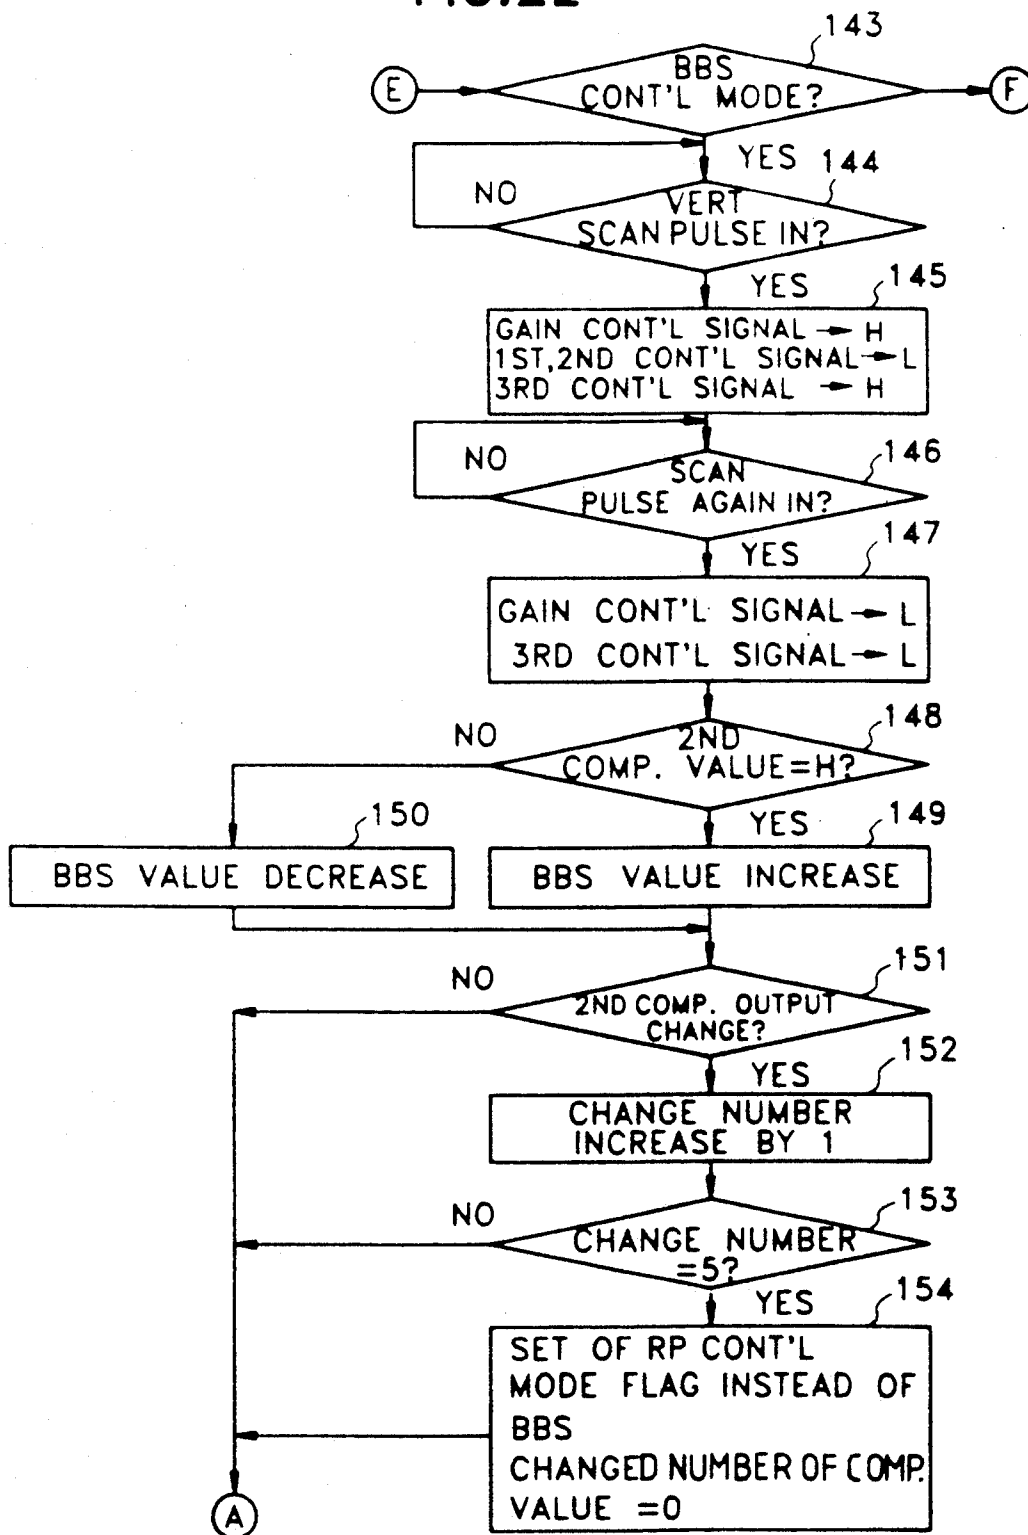 143
BBS
CONT'L MODE?
E
F
YES
144
NO
VERT
SCAN PULSE IN?
YES
145
GAIN CONT'L SIGNAL → H
1ST,2ND CONT'L SIGNAL → L
3RD CONT'L SIGNAL → H
NO
146
SCAN
PULSE AGAIN IN?
YES
147
GAIN CONT'L SIGNAL → L
3RD CONT'L SIGNAL → L
148
NO
2ND
COMP. VALUE=H?
YES
150
149
BBS VALUE DECREASE
BBS VALUE INCREASE
151
NO
2ND COMP. OUTPUT
CHANGE?
YES
152
CHANGE NUMBER
INCREASE BY 1
153
NO
CHANGE NUMBER
=5?
YES
154
SET OF RP CONT'L
MODE FLAG INSTEAD OF
BBS
CHANGED NUMBER OF COMP.
VALUE =0
A